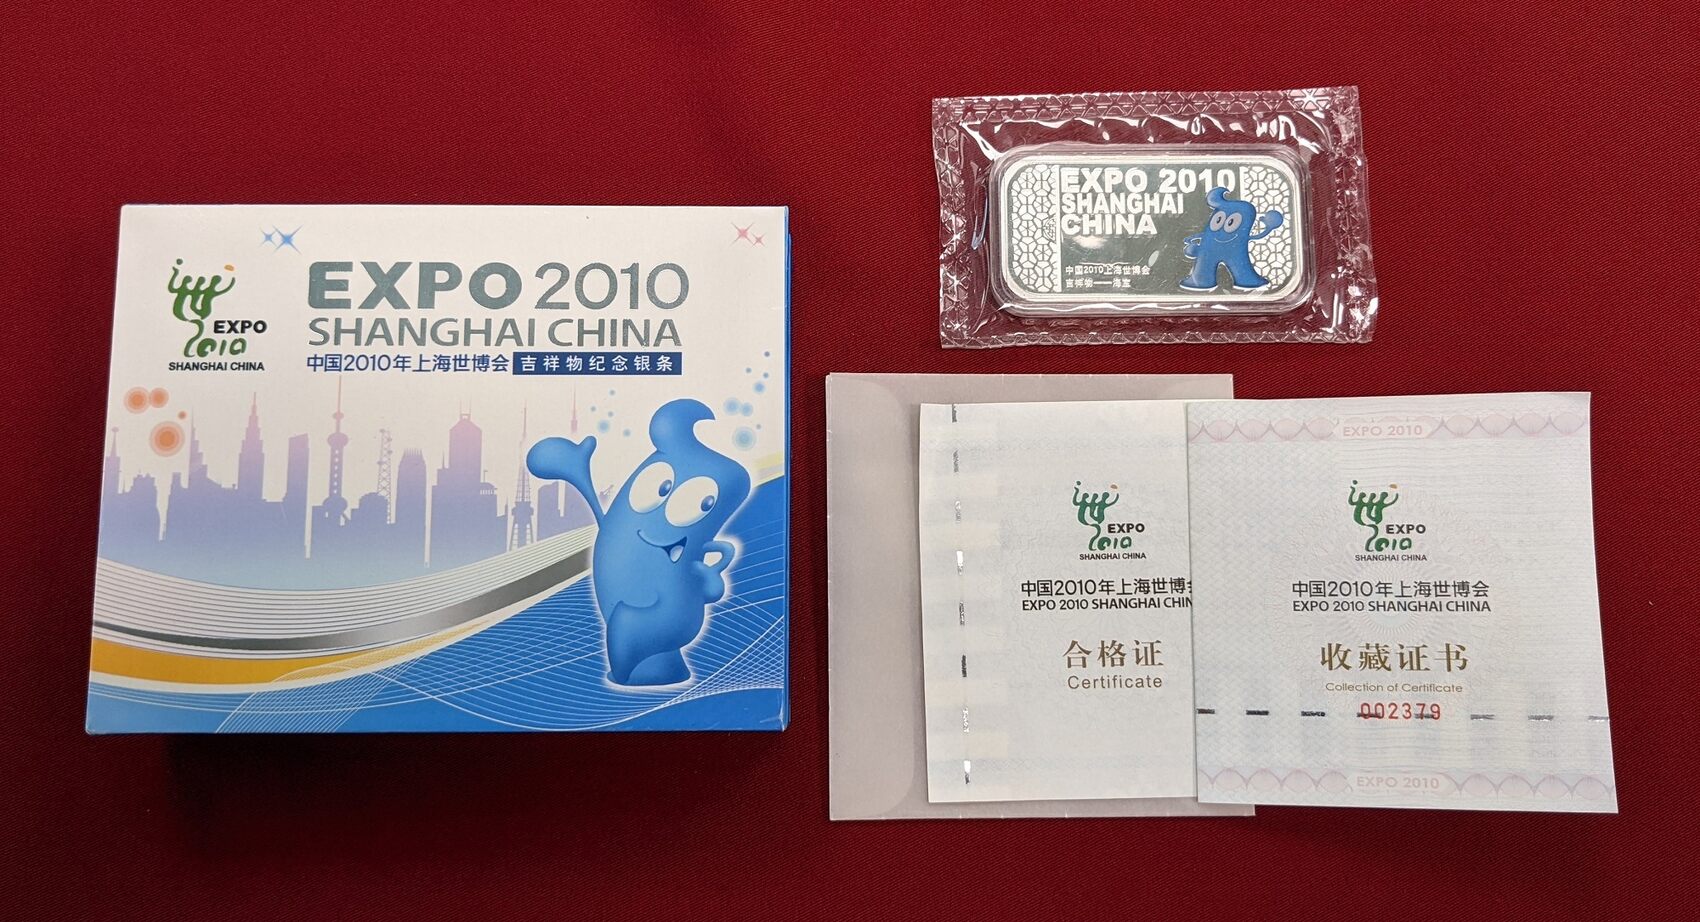 EXPO
2010
SHANGHAI CHINA
EXPO 2010
SHANGHAI CHINA
中国2010年上海世博会 吉祥物纪念银条
EXPO 2010
SHANGHAI
CHINA
中国2010上海世博会
吉祥物——海宝
EXPO
2010
SHANGHAI CHINA
中国2010年上海世博会
EXPO 2010 SHANGHAI CHIN
合格证
Certificate
EXPO 2010
EXPO
2010
SHANGHAI CHINA
中国2010年上海世博会
EXPO 2010 SHANGHAI CHINA
收藏证书
Collection of Certificate
002379
EXPO 2010